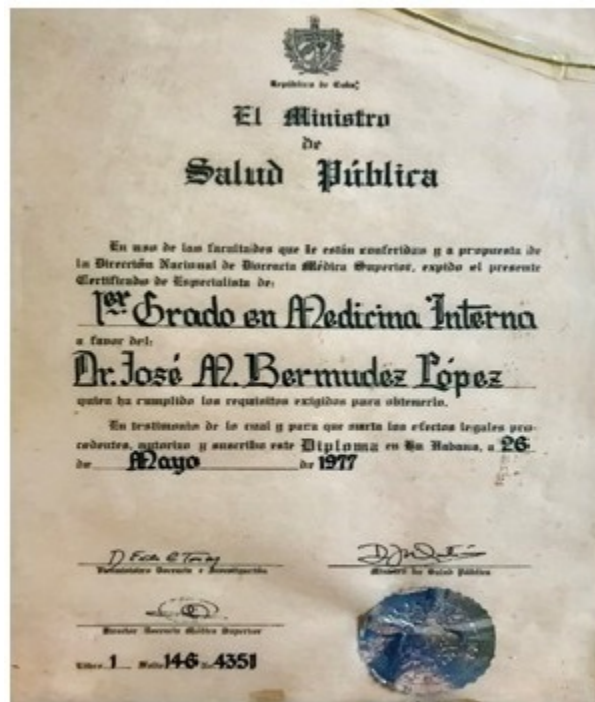 República de Cuba
El Ministro
de
Salud Pública
En uso de las facultades que le están conferidas y a propuesta de
la Dirección Nacional de Docencia Médica Superior, expido el presente
Certificado de Especialista de:
1er Grado en Medicina Interna
a favor del:
Dr. José M. Bermudez López
quien ha cumplido los requisitos exigidos para obtenerlo.
En testimonio de lo cual y para que surta los efectos legales pro-
cedentes, autorizo y suscribo este Diploma en La Habana, a 26
de Mayo de 1977
Viceministro Docencia e Investigación
Ministro de Salud Pública
Director Docencia Médica Superior
Libro 1 Folio 146 No. 4351